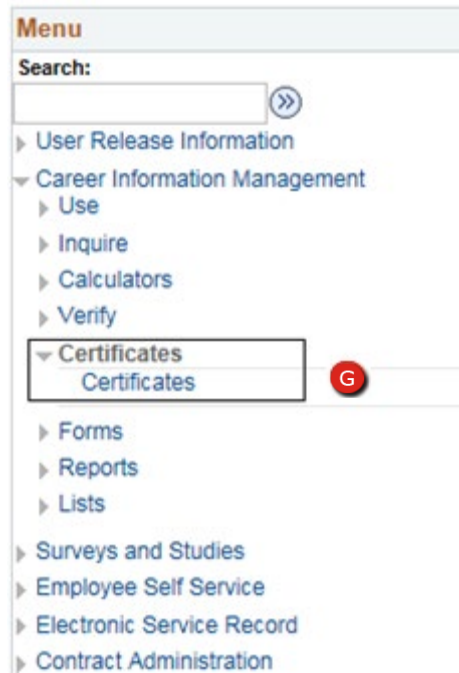 Menu
Search:
User Release Information
Career Information Management
Use
Inquire
Calculators
Verify
Certificates
Certificates
G
Forms
Reports
Lists
Surveys and Studies
Employee Self Service
Electronic Service Record
Contract Administration